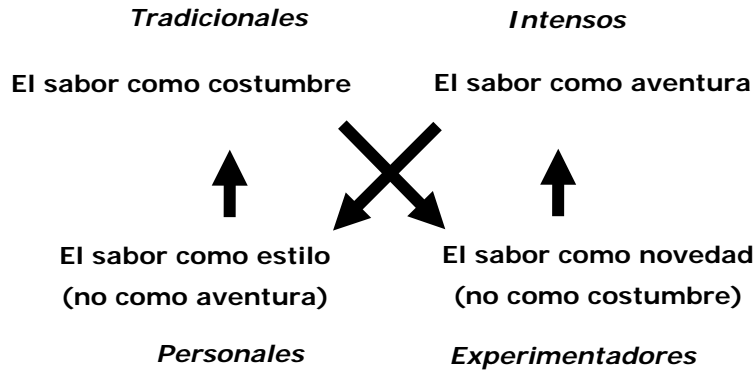 Tradicionales
Intensos
El sabor como costumbre
El sabor como aventura
El sabor como estilo
(no como aventura)
El sabor como novedad
(no como costumbre)
Personales
Experimentadores